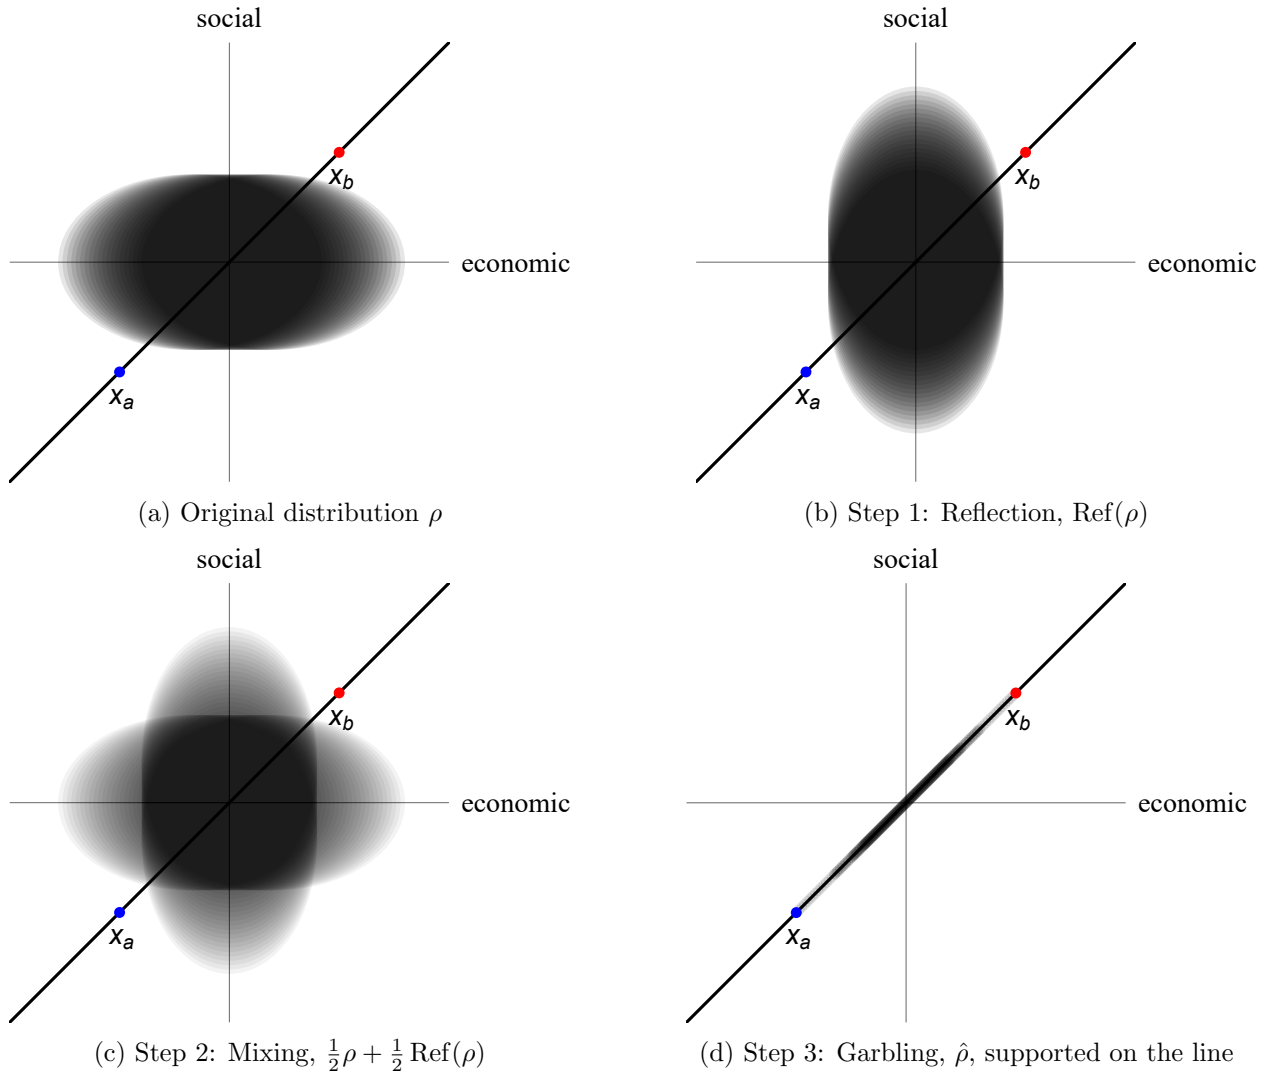 social
social
economic
economic
x_b
x_b
x_a
x_a
(a) Original distribution ρ
(b) Step 1: Reflection, Ref(ρ)
social
social
economic
economic
x_b
x_b
x_a
x_a
(c) Step 2: Mixing, ½ρ + ½ Ref(ρ)
(d) Step 3: Garbling, ρ̂, supported on the line